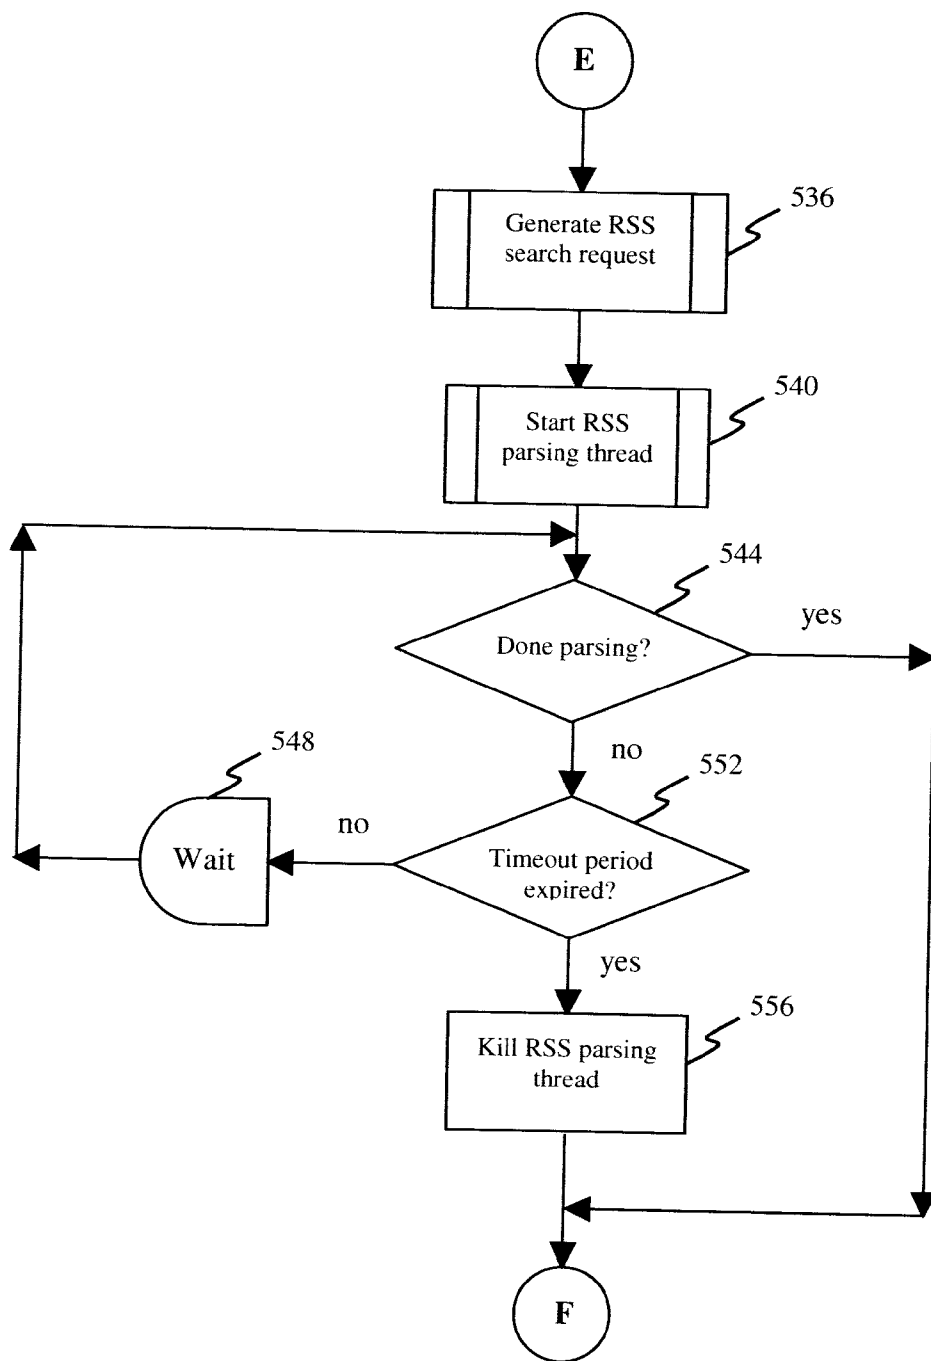 E
536
Generate RSS
search request
540
Start RSS
parsing thread
544
yes
Done parsing?
no
548
552
no
Wait
Timeout period
expired?
yes
556
Kill RSS parsing
thread
F